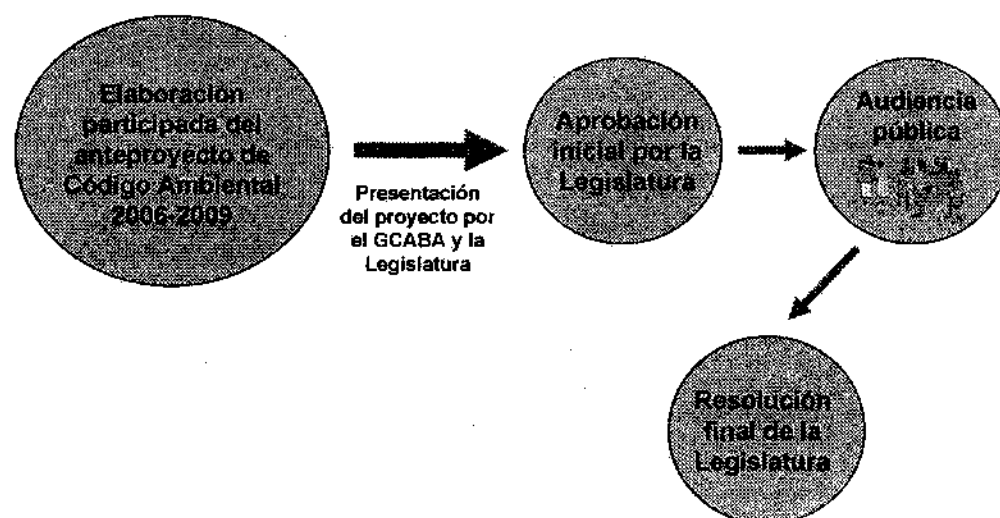 Elaboración
participada del
anteproyecto de
Código Ambiental
2006-2009
Presentación
del proyecto por
el GCABA y la
Legislatura
Aprobación
inicial por la
Legislatura
Audiencia
pública
Resolución
final de la
Legislatura